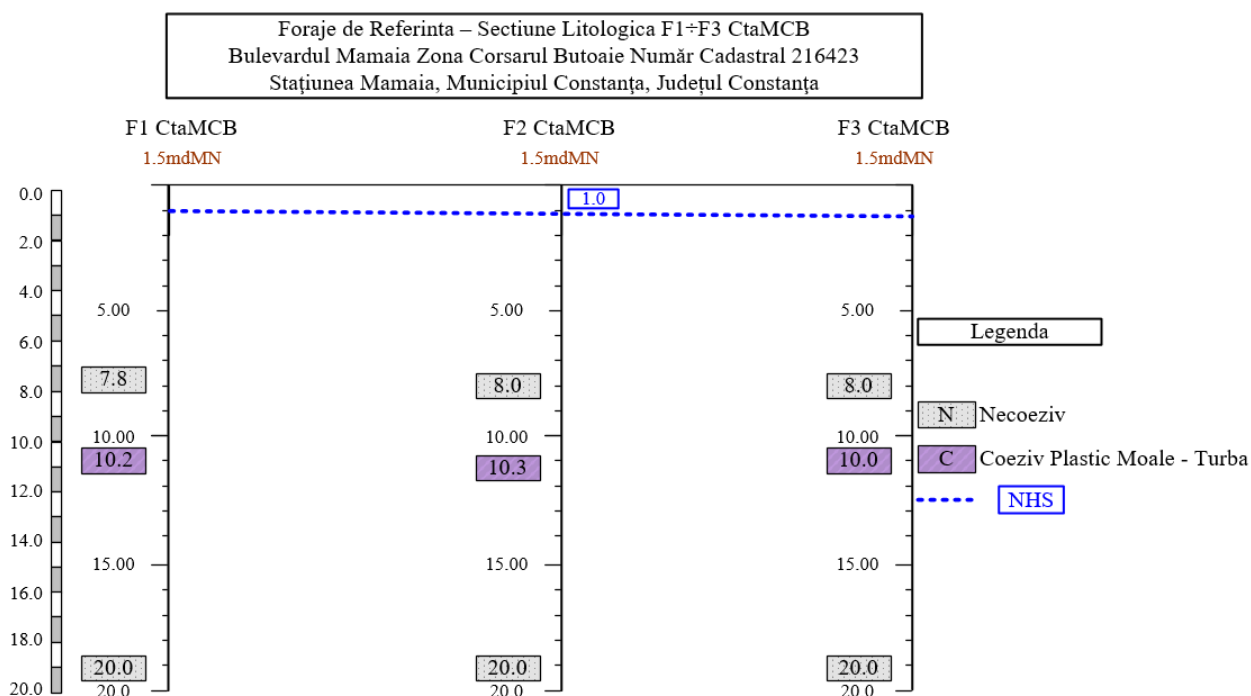 Foraje de Referinta – Sectiune Litologica F1÷F3 CtaMCB
Bulevardul Mamaia Zona Corsarul Butoaie Număr Cadastral 216423
Staţiunea Mamaia, Municipiul Constanţa, Județul Constanţa
F1 CtaMCB F2 CtaMCB F3 CtaMCB
1.5mdMN 1.5mdMN 1.5mdMN
0.0
1.0
2.0
4.0
5.00 5.00 5.00
6.0
Legenda
7.8 8.0 8.0
8.0
N Necoeziv
10.0
10.00 10.00 10.00
10.2 10.3 10.0
C Coeziv Plastic Moale - Turba
12.0
NHS
14.0
15.00 15.00 15.00
16.0
18.0
20.0 20.0 20.0
20.0
20.0 20.0 20.0